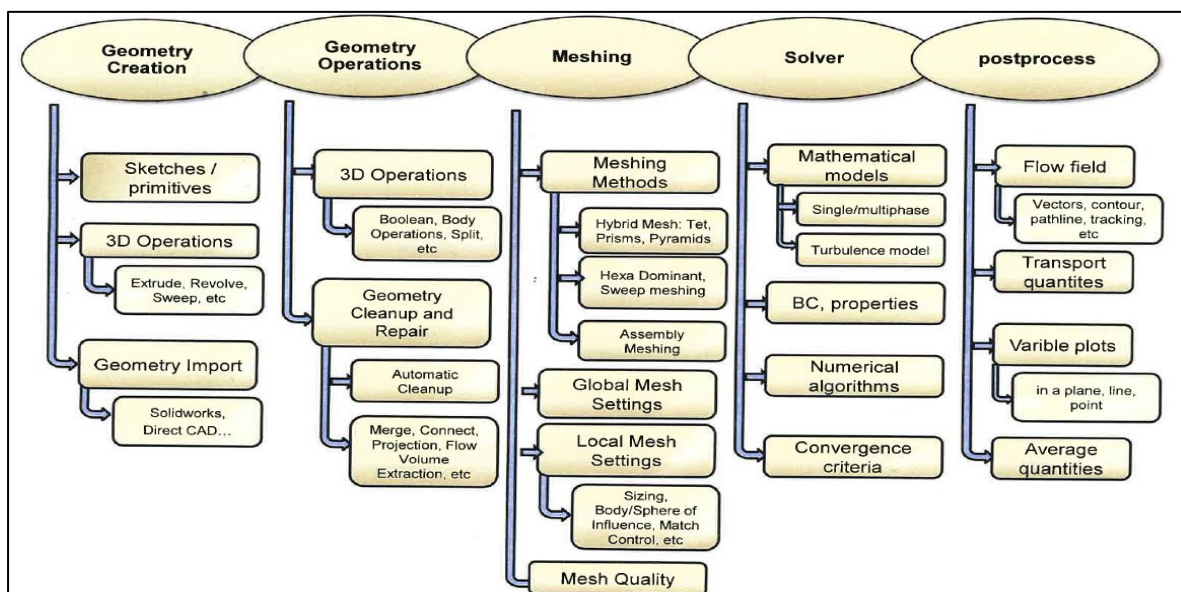 Geometry
Creation
Sketches /
primitives
3D Operations
Extrude, Revolve,
Sweep, etc
Geometry Import
Solidworks,
Direct CAD...
Geometry
Operations
3D Operations
Boolean, Body
Operations, Split,
etc
Geometry
Cleanup and
Repair
Automatic
Cleanup
Merge, Connect,
Projection, Flow
Volume
Extraction, etc
Meshing
Meshing
Methods
Hybrid Mesh: Tet,
Prisms, Pyramids
Hexa Dominant,
Sweep meshing
Assembly
Meshing
Global Mesh
Settings
Local Mesh
Settings
Sizing,
Body/Sphere of
Influence, Match
Control, etc
Mesh Quality
Solver
Mathematical
models
Single/multiphase
Turbulence model
BC, properties
Numerical
algorithms
Convergence
criteria
postprocess
Flow field
Vectors, contour,
pathline, tracking,
etc
Transport
quantites
Varible plots
in a plane, line,
point
Average
quantities